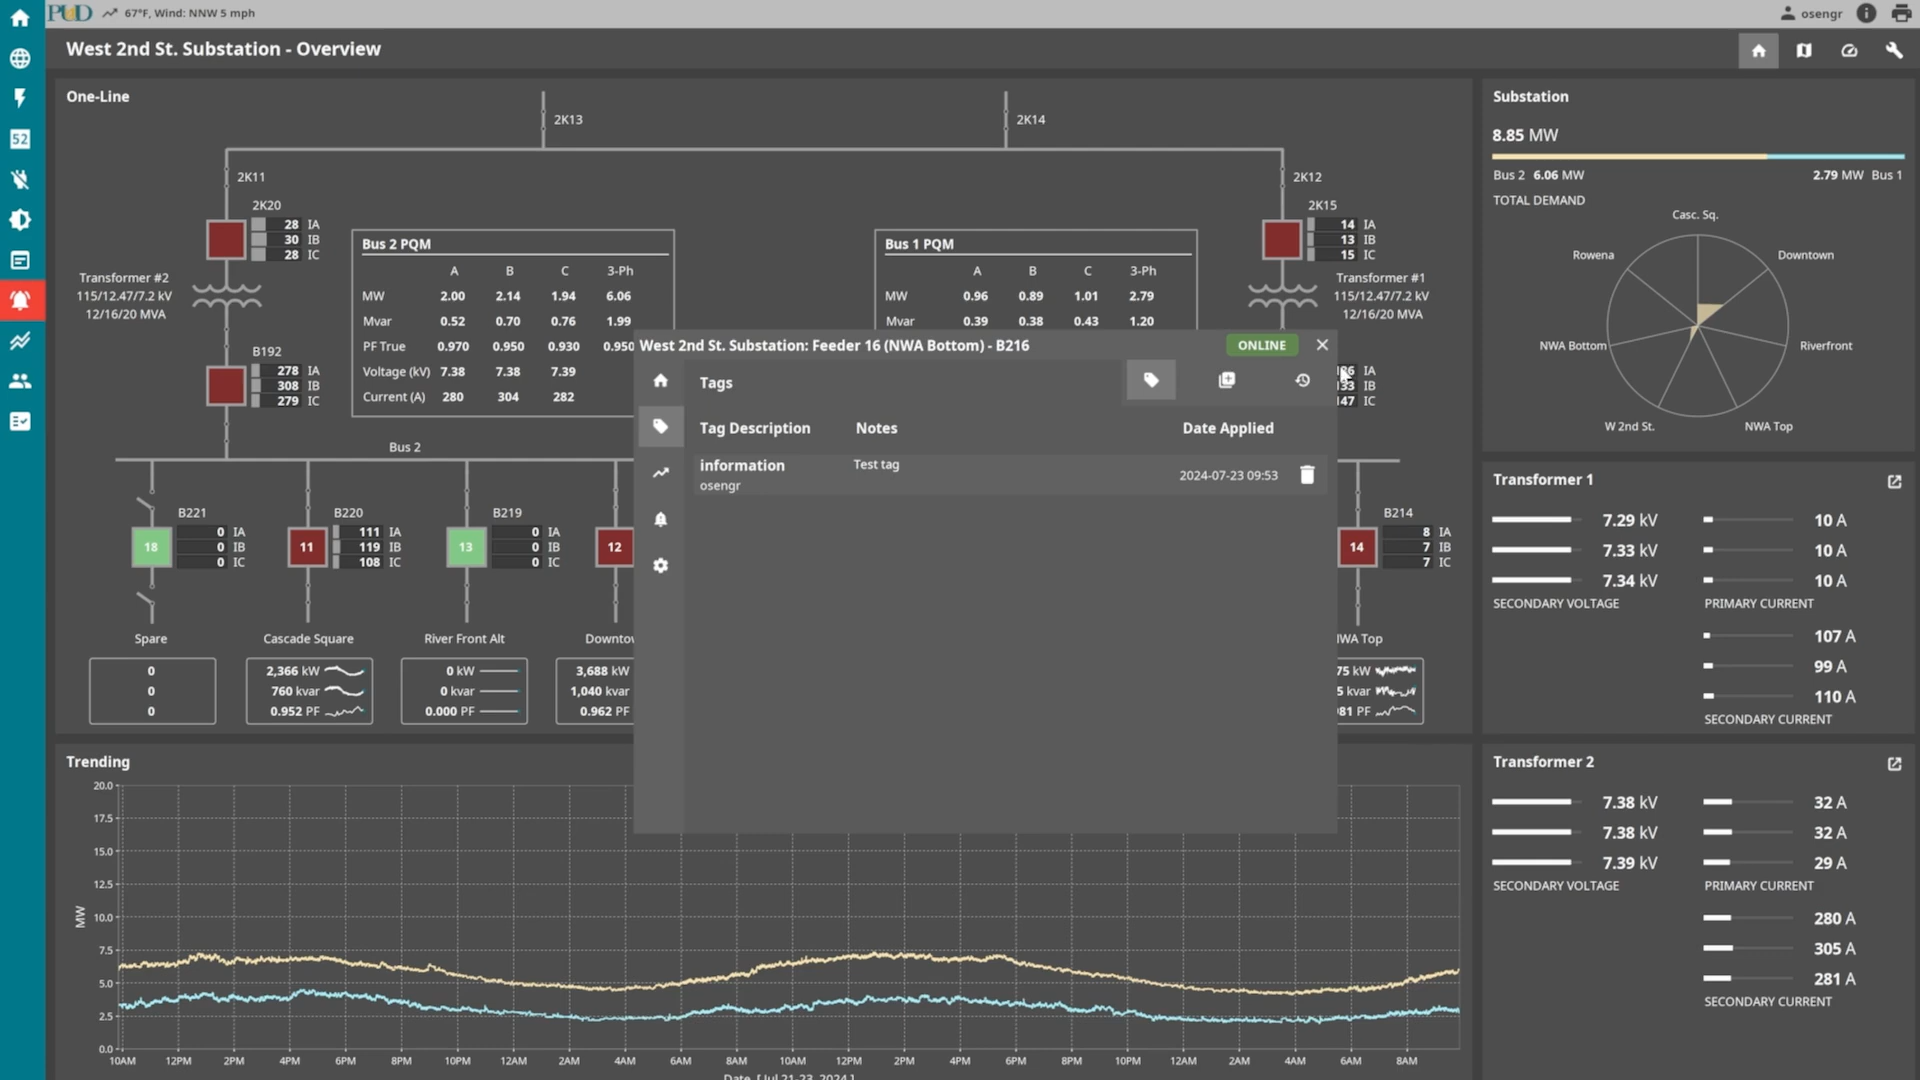 PUD 67°F, Wind: NNW 5 mph
osengr
West 2nd St. Substation - Overview
52
One-Line
2K13
2K14
2K11
2K12
2K20
28 IA
30 IB
28 IC
2K15
14 IA
13 IB
15 IC
Transformer #2
115/12.47/7.2 kV
12/16/20 MVA
Transformer #1
115/12.47/7.2 kV
12/16/20 MVA
Bus 2 PQM
A B C 3-Ph
MW 2.00 2.14 1.94 6.06
Mvar 0.52 0.70 0.76 1.99
PF True 0.970 0.950 0.930 0.950
Voltage (kV) 7.38 7.38 7.39
Current (A) 280 304 282
Bus 1 PQM
A B C 3-Ph
MW 0.96 0.89 1.01 2.79
Mvar 0.39 0.38 0.43 1.20
B192
278 IA
308 IB
279 IC
IA
IB
147 IC
Bus 2
West 2nd St. Substation: Feeder 16 (NWA Bottom) - B216
ONLINE
Tags
Tag Description Notes Date Applied
information Test tag 2024-07-23 09:53
osengr
B221
18
0 IA
0 IB
0 IC
Spare
0
0
0
B220
11
111 IA
119 IB
108 IC
Cascade Square
2,366 kW
760 kvar
0.952 PF
B219
13
0 IA
0 IB
0 IC
River Front Alt
0 kW
0 kvar
0.000 PF
12
3,688 kW
1,040 kvar
0.962 PF
B214
14
8 IA
7 IB
7 IC
Top
kW
kvar
PF
Trending
MW
20.0
17.5
15.0
12.5
10.0
7.5
5.0
2.5
0.0
10AM 12PM 2PM 4PM 6PM 8PM 10PM 12AM 2AM 4AM 6AM 8AM 10AM 12PM 2PM 4PM 6PM 8PM 10PM 12AM 2AM 4AM 6AM 8AM
Date [Jul 21-23, 2024]
Substation
8.85 MW
Bus 2 6.06 MW
2.79 MW Bus 1
TOTAL DEMAND
Casc. Sq.
Rowena
Downtown
NWA Bottom
Riverfront
W 2nd St.
NWA Top
Transformer 1
7.29 kV
7.33 kV
7.34 kV
SECONDARY VOLTAGE
10 A
10 A
10 A
PRIMARY CURRENT
107 A
99 A
110 A
SECONDARY CURRENT
Transformer 2
7.38 kV
7.38 kV
7.39 kV
SECONDARY VOLTAGE
32 A
32 A
29 A
PRIMARY CURRENT
280 A
305 A
281 A
SECONDARY CURRENT